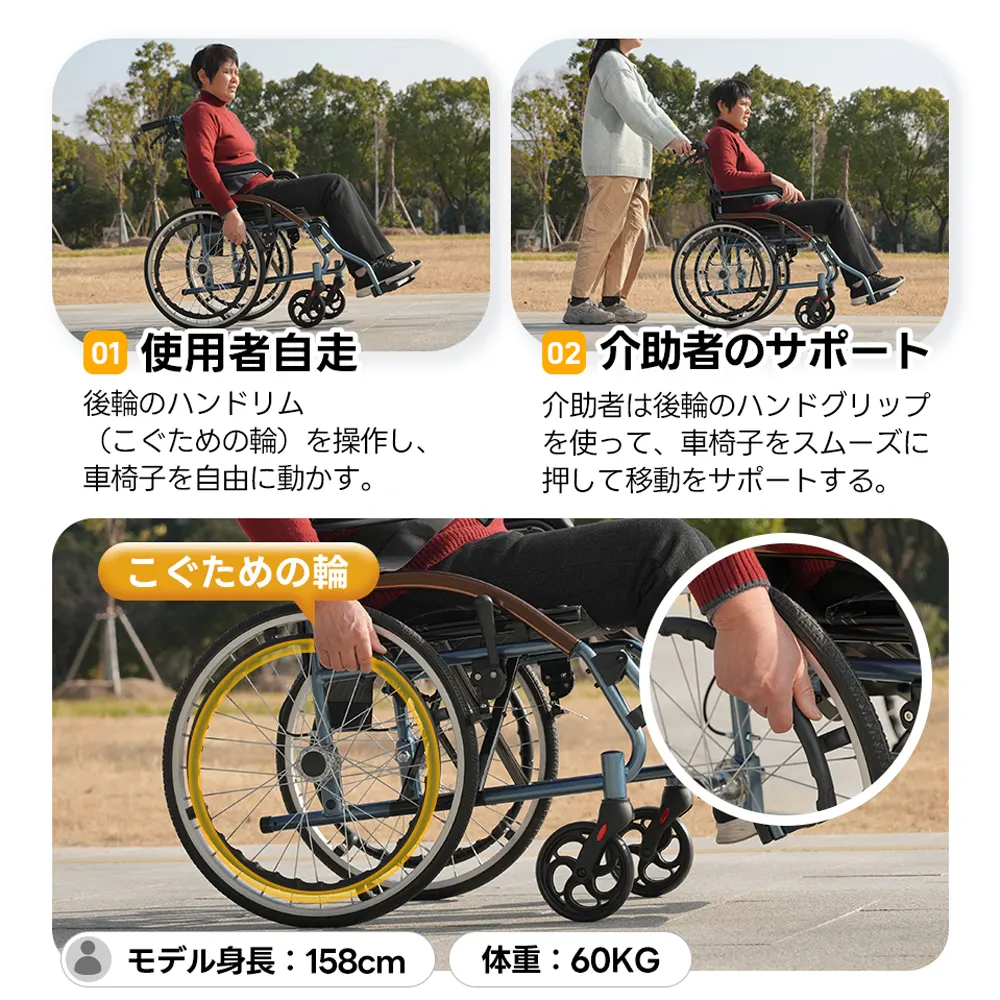 01 使用者自走
後輪のハンドリム
（こぐための輪）を操作し、
車椅子を自由に動かす。
02 介助者のサポート
介助者は後輪のハンドグリップ
を使って、車椅子をスムーズに
押して移動をサポートする。
こぐための輪
モデル身長：158cm
体重：60KG